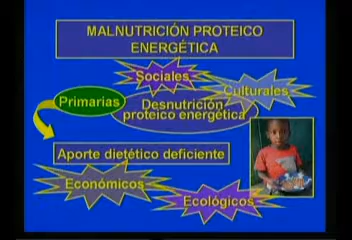 MALNUTRICIÓN PROTEICO
ENERGÉTICA
Sociales
Culturales
Primarias
Desnutrición
proteico energética
Aporte dietético deficiente
Económicos
Ecológicos